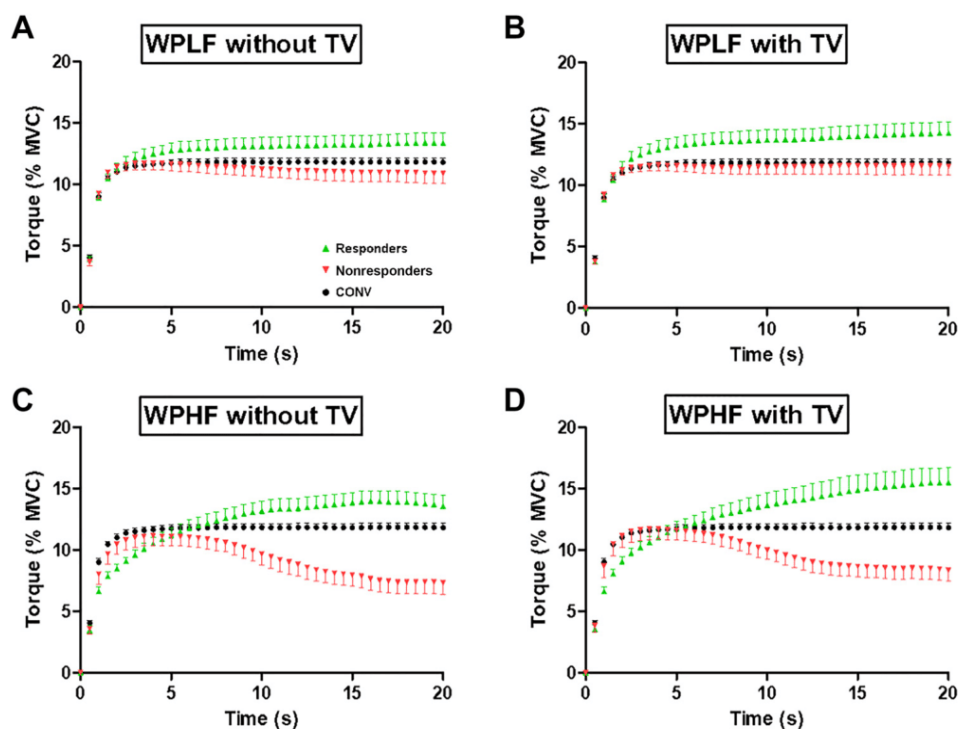 A
WPLF without TV
Torque (% MVC)
20
15
10
5
0
Responders
Nonresponders
CONV
0 5 10 15 20
Time (s)
B
WPLF with TV
Torque (% MVC)
20
15
10
5
0
0 5 10 15 20
Time (s)
C
WPHF without TV
Torque (% MVC)
20
15
10
5
0
0 5 10 15 20
Time (s)
D
WPHF with TV
Torque (% MVC)
20
15
10
5
0
0 5 10 15 20
Time (s)